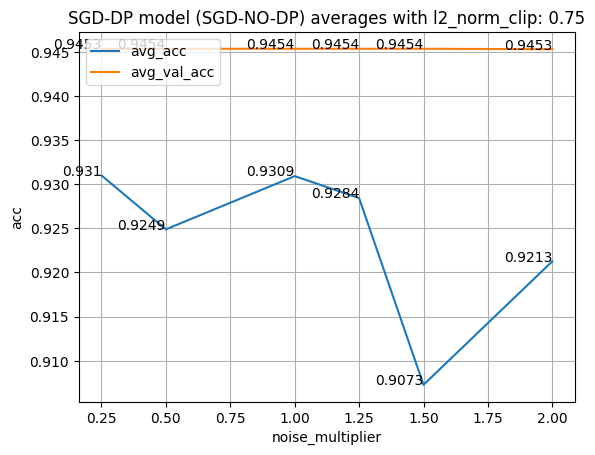 SGD-DP model (SGD-NO-DP) averages with l2_norm_clip: 0.75
0.9453 0.9454 0.9454 0.9454 0.9454 0.9453
avg_acc
avg_val_acc
0.931
0.9249
0.9309
0.9284
0.9073
0.9213
acc
0.945
0.940
0.935
0.930
0.925
0.920
0.915
0.910
0.25 0.50 0.75 1.00 1.25 1.50 1.75 2.00
noise_multiplier